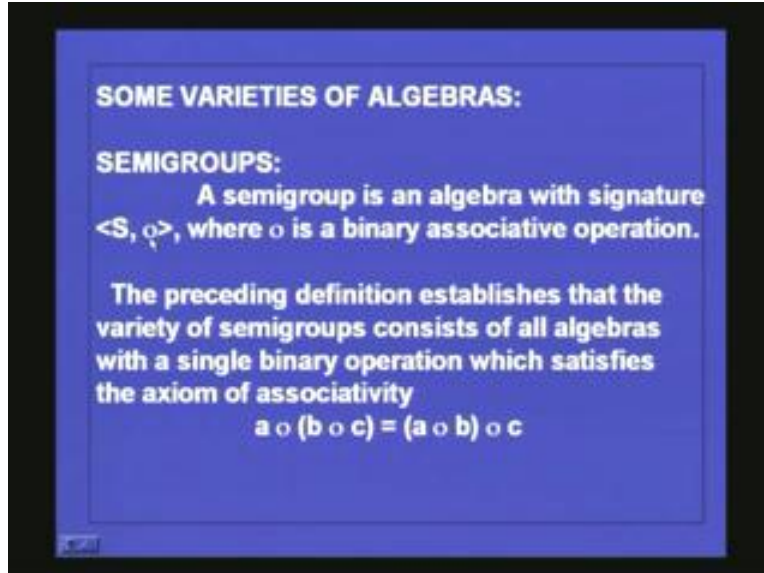 SOME VARIETIES OF ALGEBRAS:
SEMIGROUPS:
A semigroup is an algebra with signature
<S, o>, where o is a binary associative operation.
The preceding definition establishes that the
variety of semigroups consists of all algebras
with a single binary operation which satisfies
the axiom of associativity
a o (b o c) = (a o b) o c